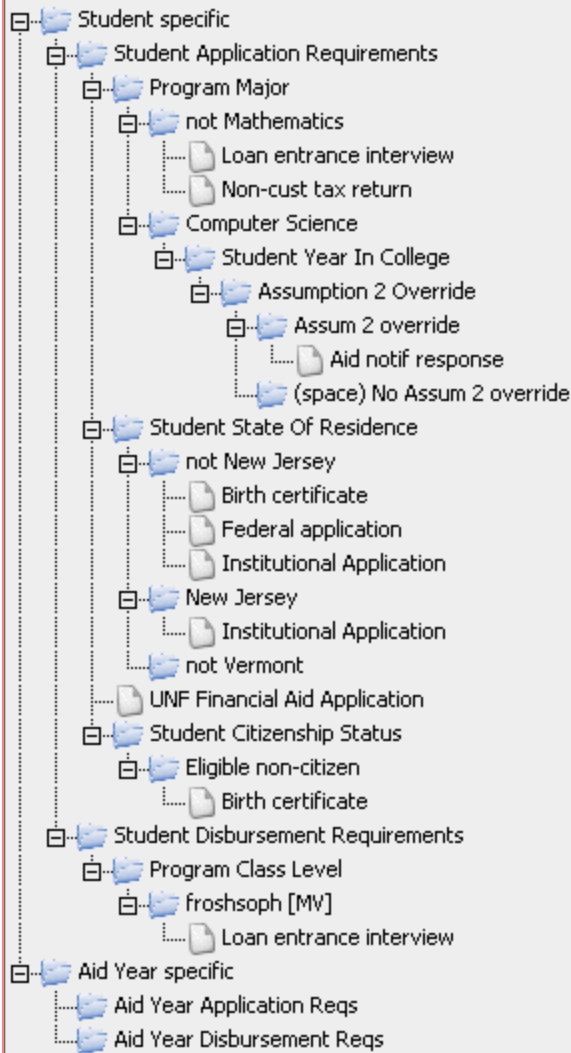 Student specific
Student Application Requirements
Program Major
not Mathematics
Loan entrance interview
Non-cust tax return
Computer Science
Student Year In College
Assumption 2 Override
Assum 2 override
Aid notif response
(space) No Assum 2 override
Student State Of Residence
not New Jersey
Birth certificate
Federal application
Institutional Application
New Jersey
Institutional Application
not Vermont
UNF Financial Aid Application
Student Citizenship Status
Eligible non-citizen
Birth certificate
Student Disbursement Requirements
Program Class Level
froshsoph [MV]
Loan entrance interview
Aid Year specific
Aid Year Application Reqs
Aid Year Disbursement Reqs